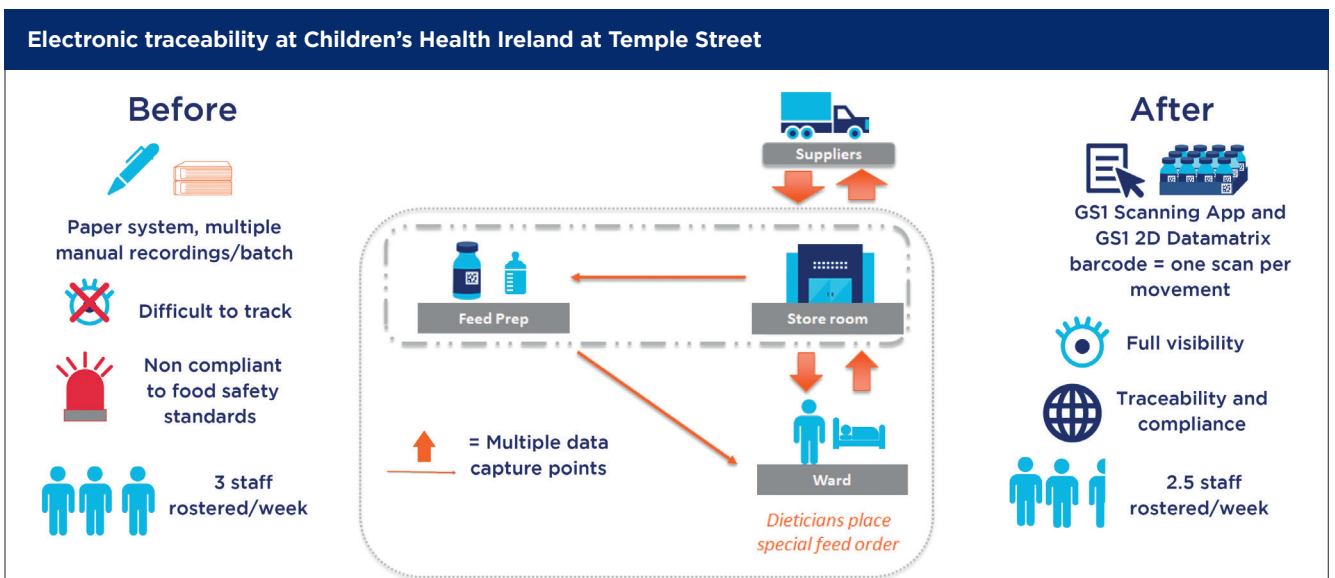 Electronic traceability at Children’s Health Ireland at Temple Street
Before
Paper system, multiple
manual recordings/batch
Difficult to track
Non compliant
to food safety
standards
3 staff
rostered/week
Suppliers
Feed Prep
Store room
= Multiple data
capture points
Ward
Dieticians place
special feed order
After
GS1 Scanning App and
GS1 2D Datamatrix
barcode = one scan per
movement
Full visibility
Traceability and
compliance
2.5 staff
rostered/week